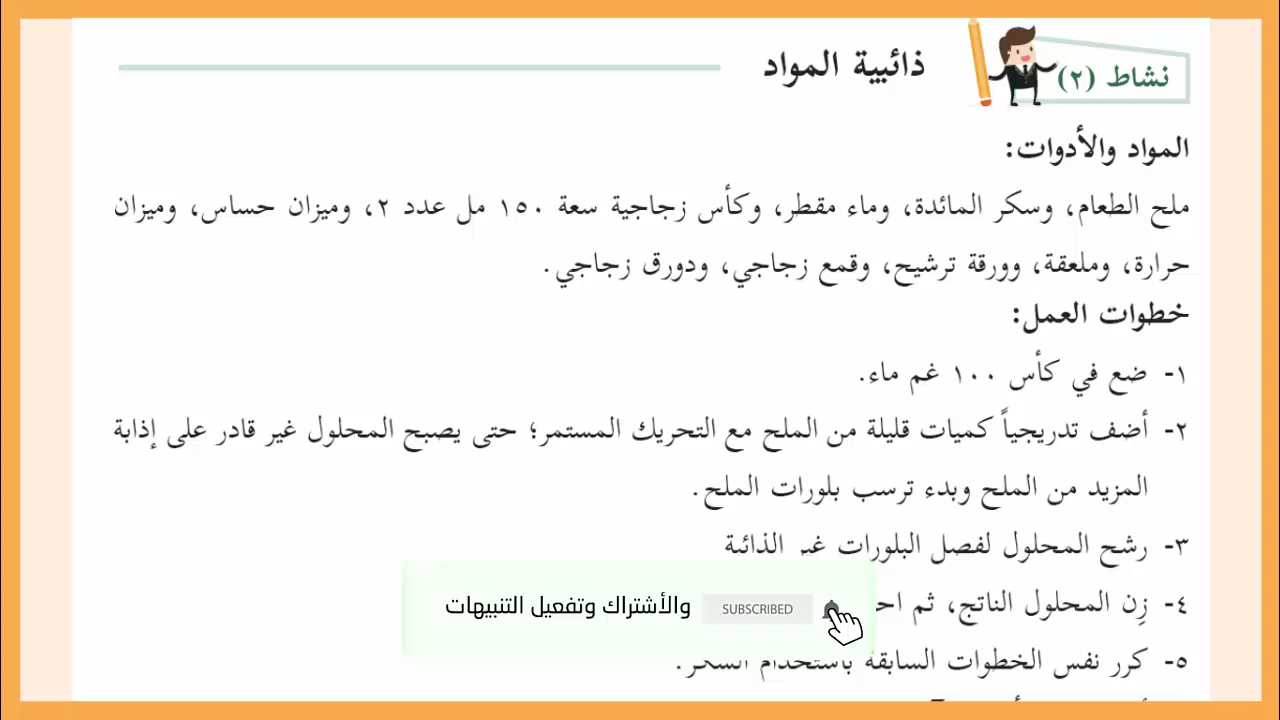 نشاط (٢)
ذائبية المواد
المواد والأدوات:
ملح الطعام، وسكر المائدة، وماء مقطر، وكأس زجاجية سعة ١٥٠ مل عدد ٢، وميزان حساس، وميزان
حرارة، وملعقة، وورقة ترشيح، وقمع زجاجي، ودورق زجاجي.
خطوات العمل:
١- ضع في كأس ١٠٠ غم ماء.
٢- أضف تدريجياً كميات قليلة من الملح مع التحريك المستمر؛ حتى يصبح المحلول غير قادر على إذابة
المزيد من الملح وبدء ترسب بلورات الملح.
٣- رشح المحلول لفصل البلورات غير الذائبة
٤- زِن المحلول الناتج، ثم
والأشتراك وتفعيل التنبيهات
SUBSCRIBED
٥- كرر نفس الخطوات السابقة باستخدام السكر.